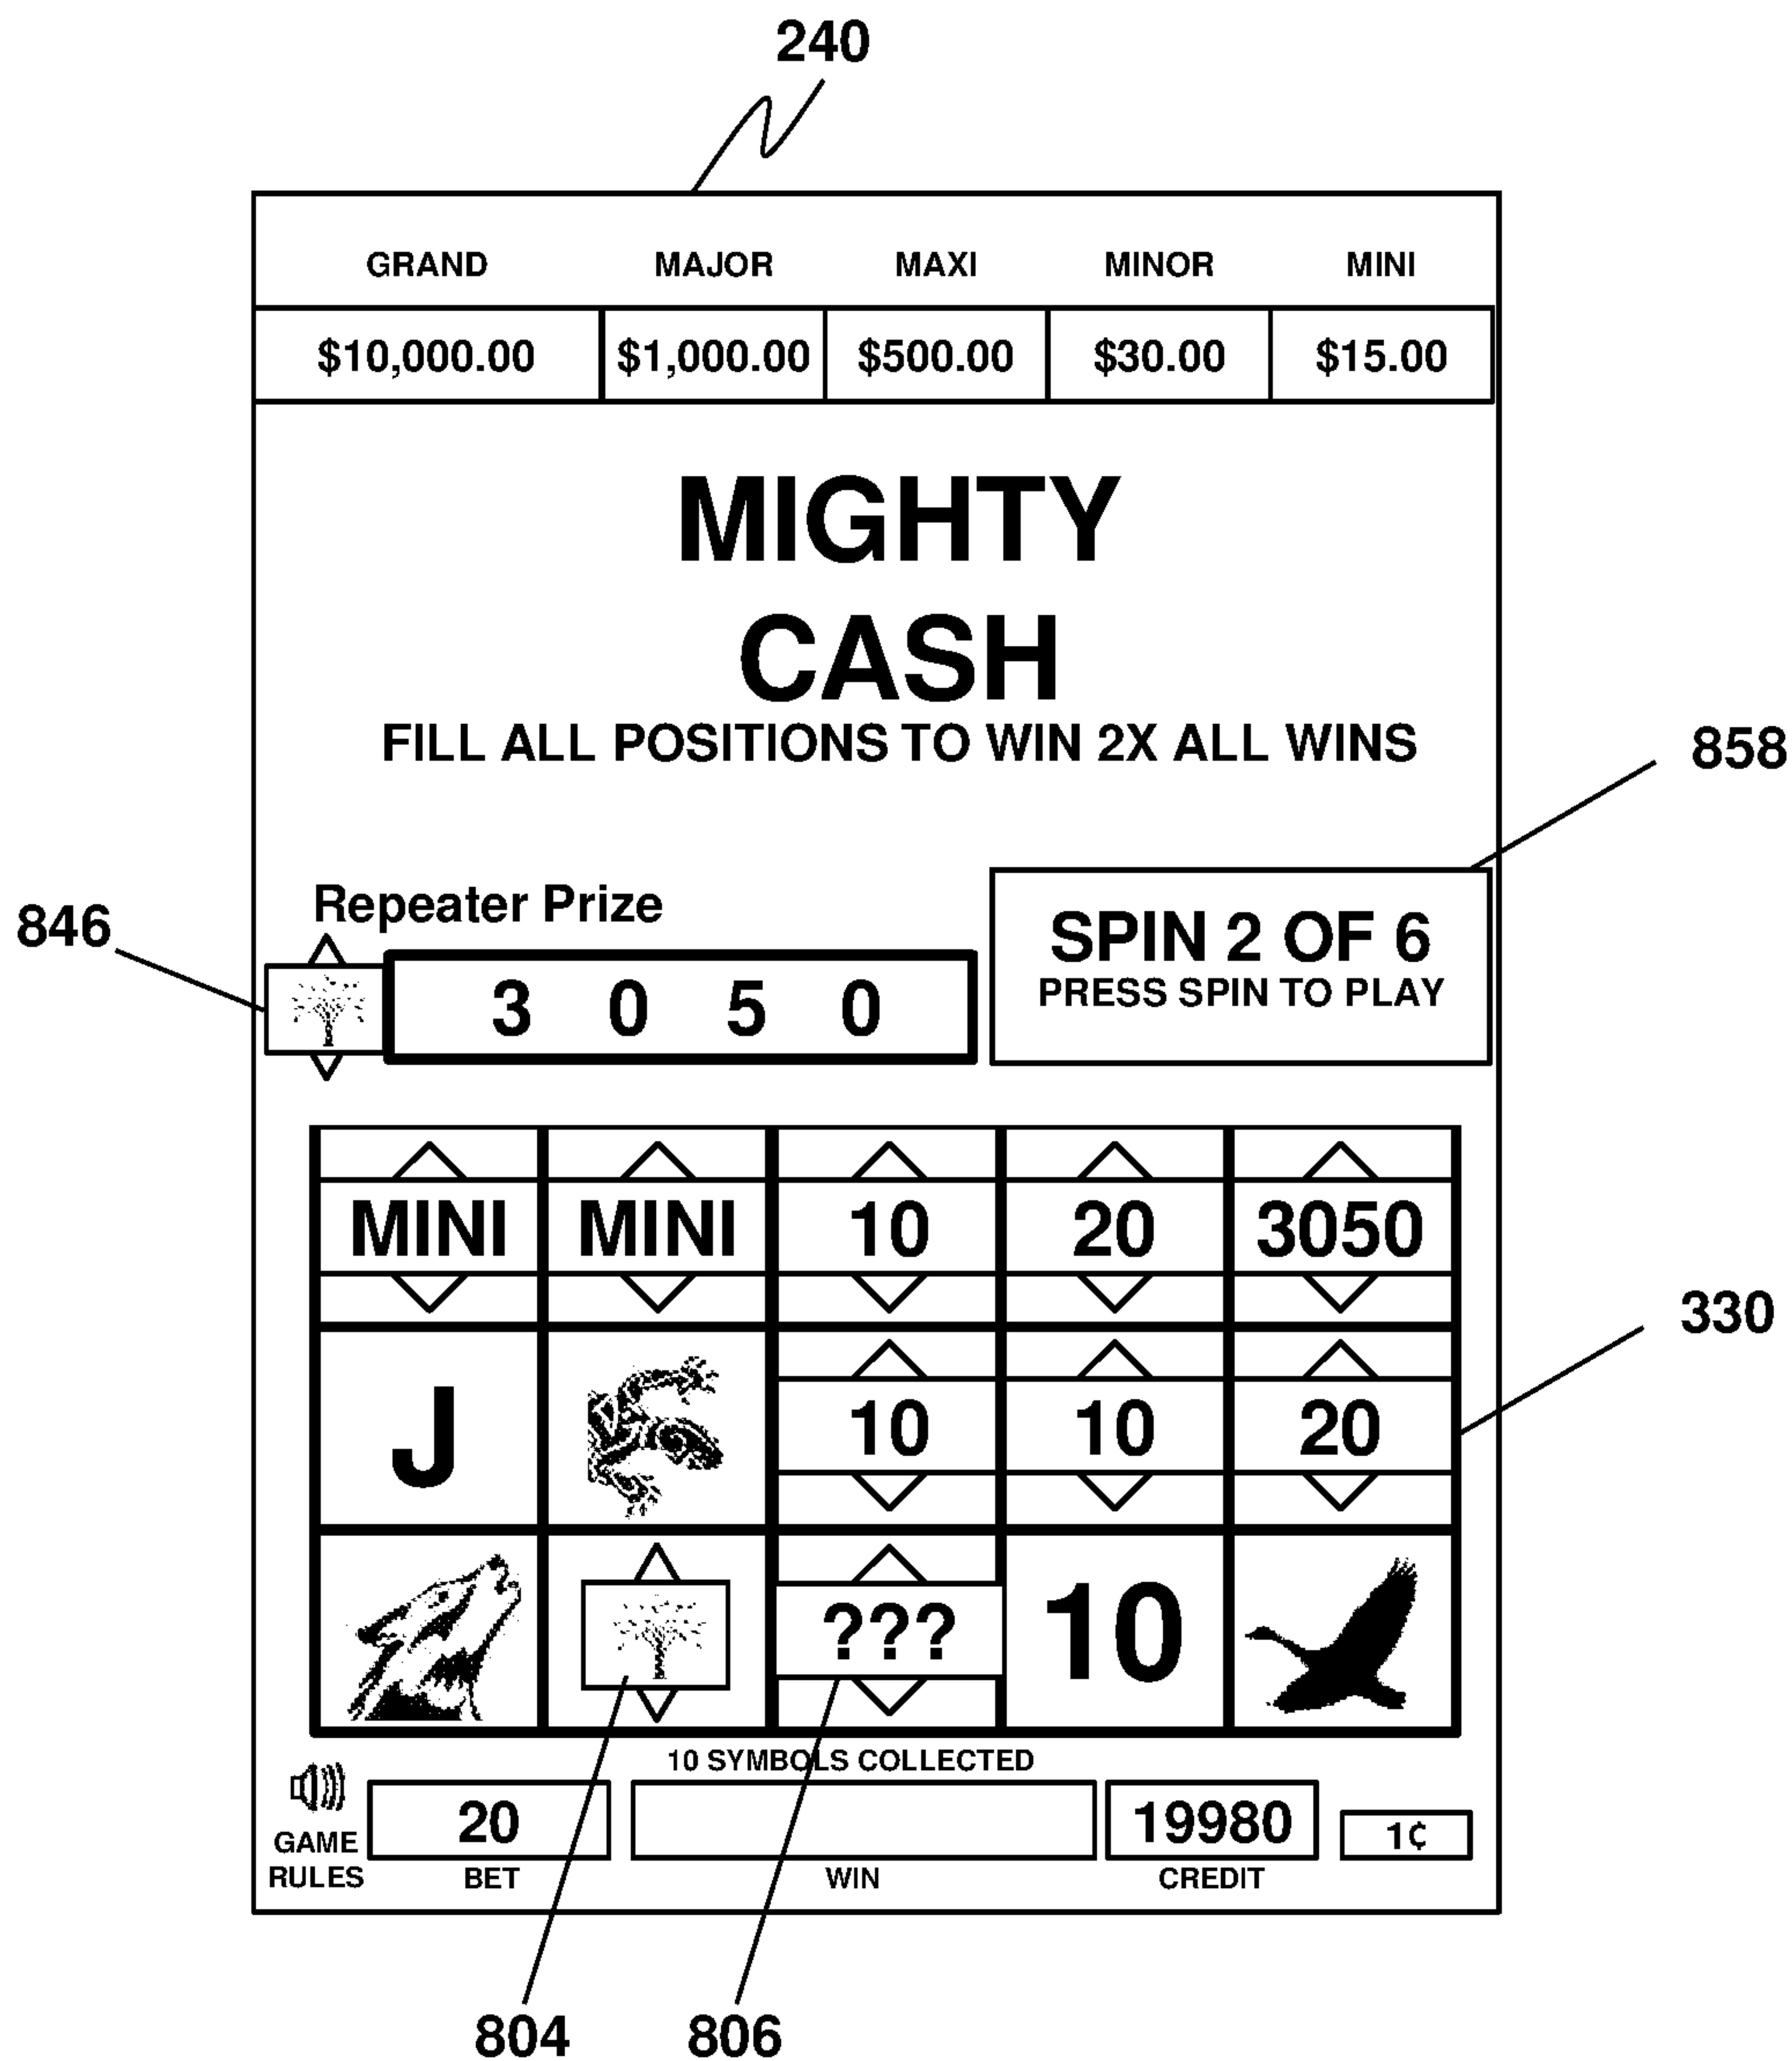 240
GRAND MAJOR MAXI MINOR MINI
$10,000.00 $1,000.00 $500.00 $30.00 $15.00
MIGHTY
CASH
FILL ALL POSITIONS TO WIN 2X ALL WINS
858
Repeater Prize
846
3 0 5 0
SPIN 2 OF 6
PRESS SPIN TO PLAY
MINI MINI 10 20 3050
330
J 10 10 20
??? 10
10 SYMBOLS COLLECTED
20 19980 1¢
GAME
RULES BET WIN CREDIT
804 806